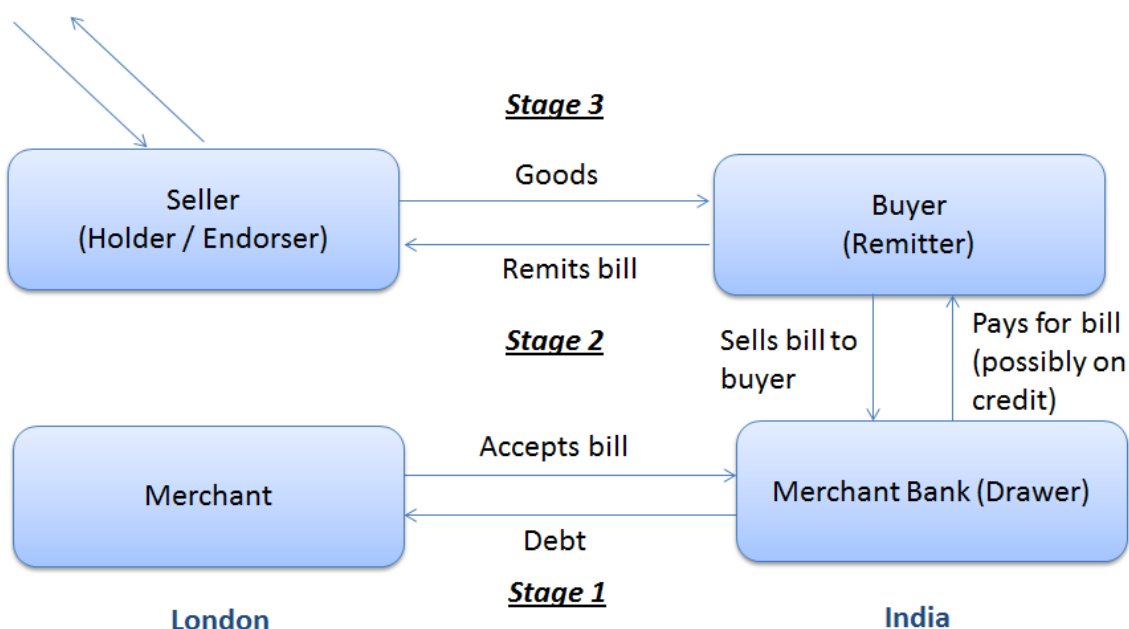 Stage 3
Goods
Seller
(Holder / Endorser)
Buyer
(Remitter)
Remits bill
Stage 2
Sells bill to
buyer
Pays for bill
(possibly on
credit)
Accepts bill
Merchant
Merchant Bank (Drawer)
Debt
Stage 1
London
India